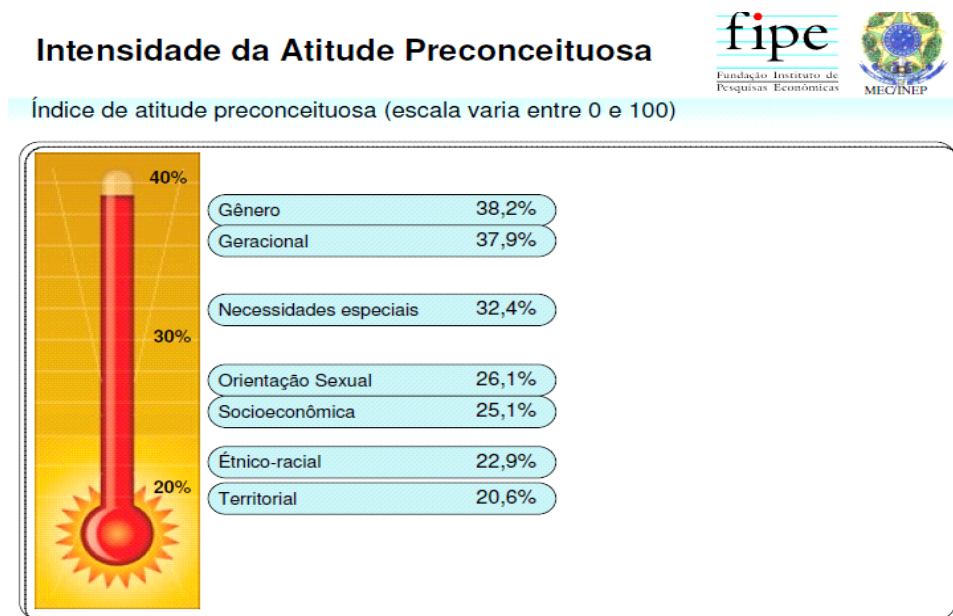 Intensidade da Atitude Preconceituosa
fipe
Fundação Instituto de
Pesquisas Econômicas
MEC/INEP
Índice de atitude preconceituosa (escala varia entre 0 e 100)
40%
Gênero 38,2%
Geracional 37,9%
Necessidades especiais 32,4%
30%
Orientação Sexual 26,1%
Socioeconômica 25,1%
Étnico-racial 22,9%
20%
Territorial 20,6%